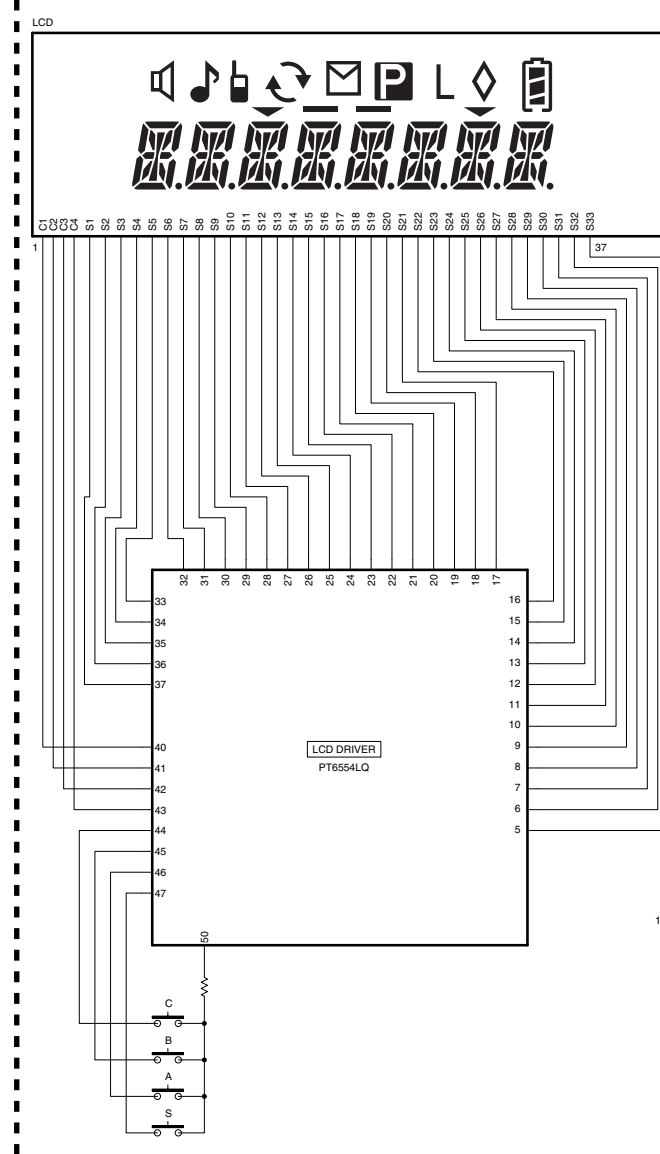 LCD
P L
C1 C2 C3 C4 S1 S2 S3 S4 S5 S6 S7 S8 S9 S10 S11 S12 S13 S14 S15 S16 S17 S18 S19 S20 S21 S22 S23 S24 S25 S26 S27 S28 S29 S30 S31 S32 S33
1 37
32 31 30 29 28 27 26 25 24 23 22 21 20 19 18 17
33 16
34 15
35 14
36 13
37 12
11
10
40 LCD DRIVER 9
41 PT6554LQ 8
42 7
43 6
44 5
45
46
47
1
50
C
B
A
S